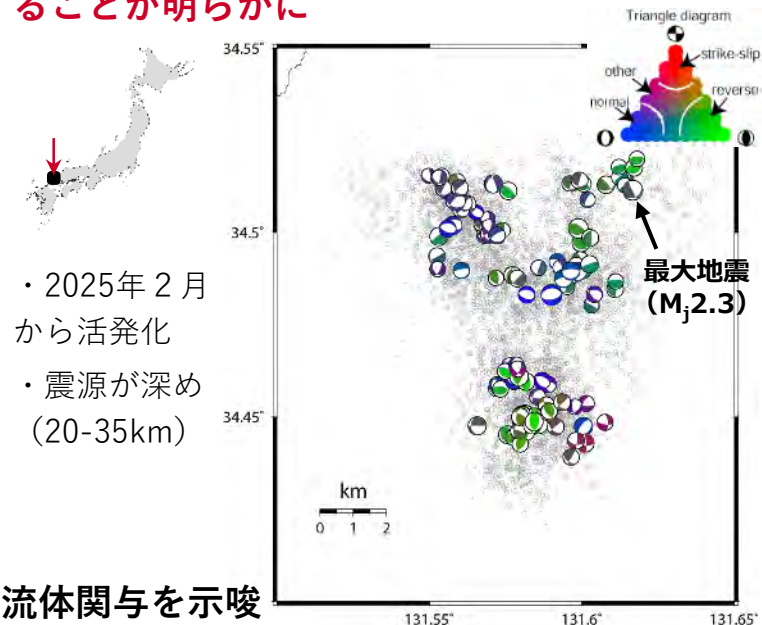 ることが明らかに
Triangle diagram
strike-slip
other
reverse
normal
34.55°
34.5°
34.45°
最大地震
（Mj2.3）
・2025年２月
から活発化
・震源が深め
（20-35km）
km
0 1 2
流体関与を示唆
131.55° 131.6° 131.65°